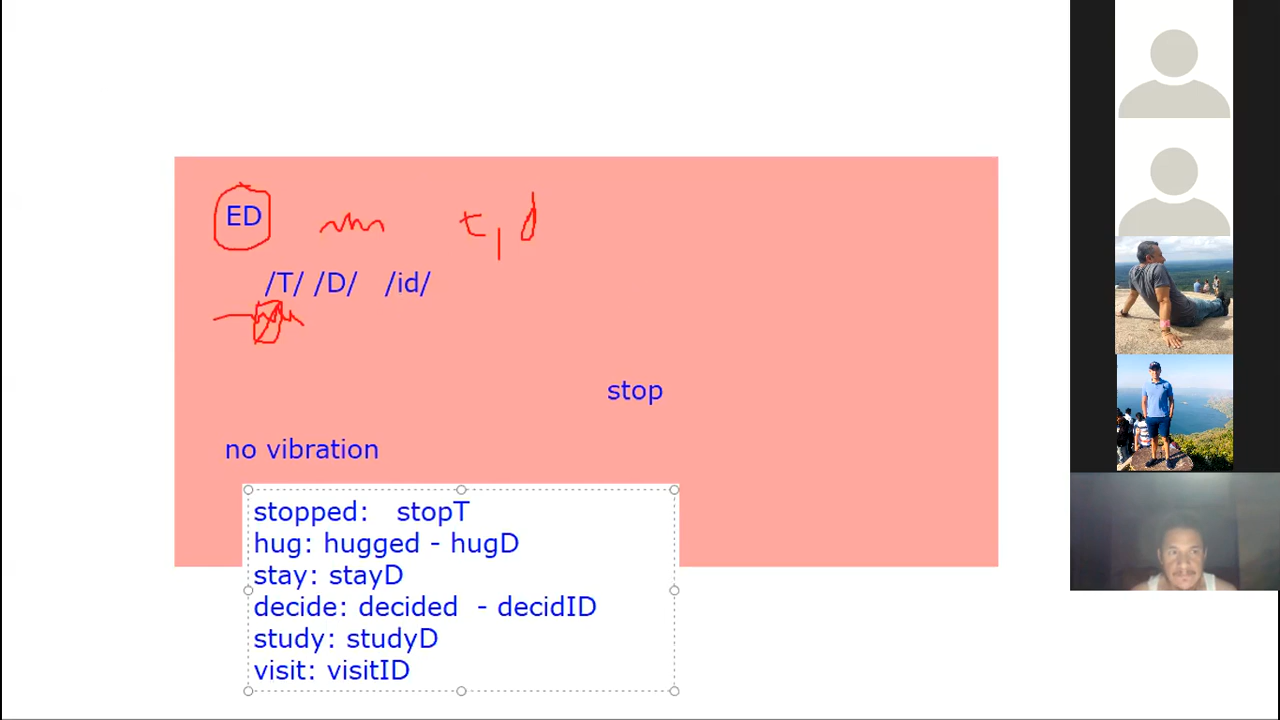 ED t, d
/T/ /D/ /id/
stop
no vibration
stopped: stopT
hug: hugged - hugD
stay: stayD
decide: decided - decidID
study: studyD
visit: visitID